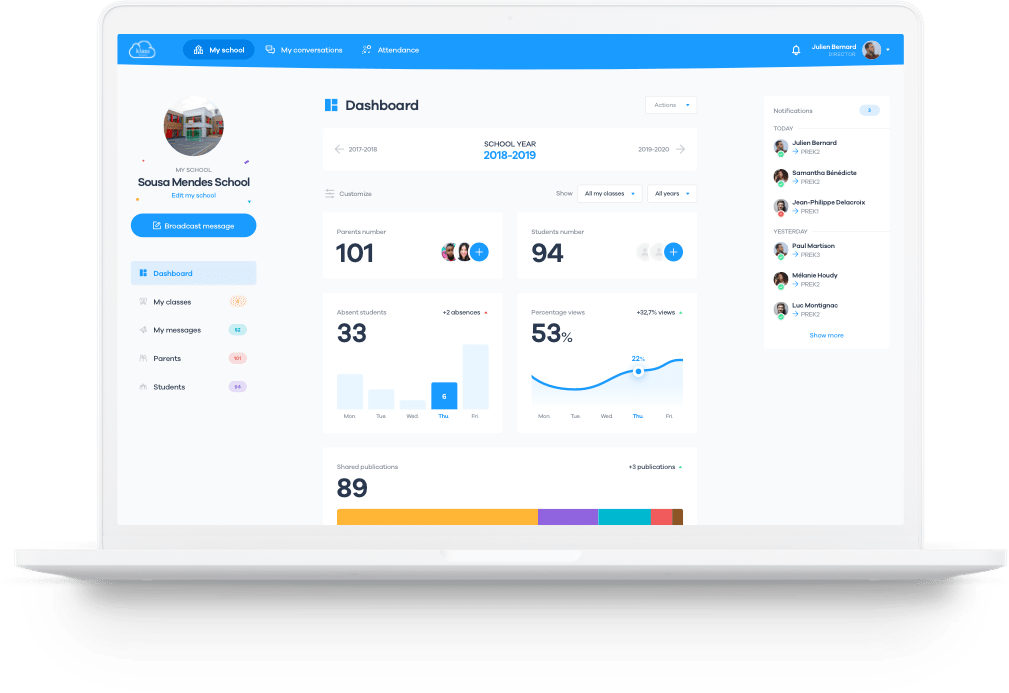 klassly
My school
My conversations
Attendance
Julien Bernard
DIRECTOR
MY SCHOOL
Sousa Mendes School
Edit my school
Broadcast message
Dashboard
My classes
My messages
62
Parents
101
Students
94
Dashboard
Actions
2017-2018
SCHOOL YEAR
2018-2019
2019-2020
Customize
Show
All my classes
All years
Parents number
101
Students number
94
Absent students
+2 absences
33
6
Mon.
Tue.
Wed.
Thu.
Fri.
Percentage views
+32,7% views
53%
22%
Mon.
Tue.
Wed.
Thu.
Fri.
Shared publications
+3 publications
89
Notifications
TODAY
Julien Bernard
PREK2
Samantha Bénédicte
PREK2
Jean-Philippe Delacroix
PREK1
YESTERDAY
Paul Martison
PREK3
Mélanie Houdy
PREK2
Luc Montignac
PREK2
Show more